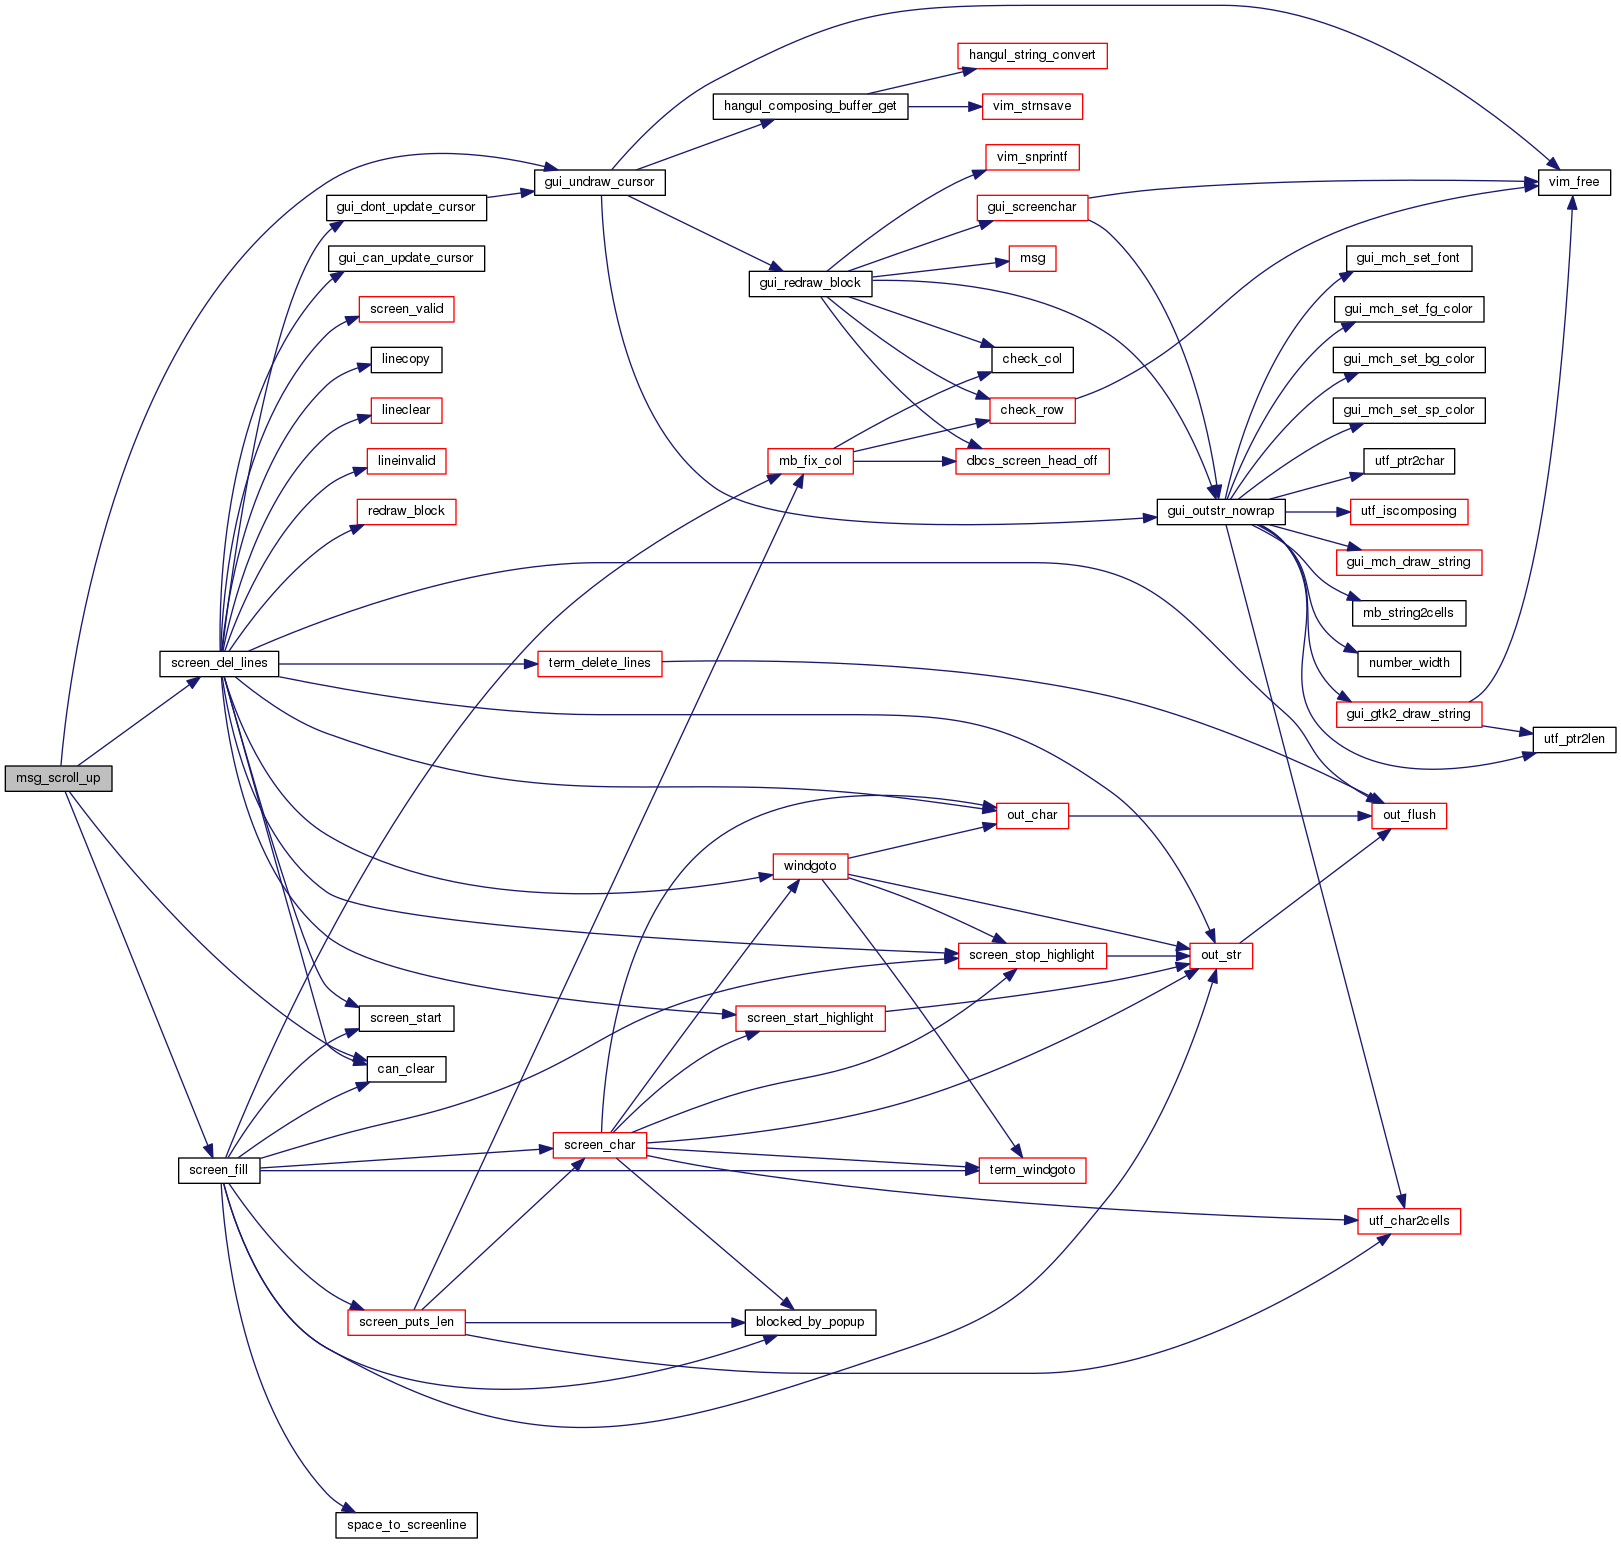 hangul_string_convert
hangul_composing_buffer_get
vim_strnsave
vim_snprintf
gui_undraw_cursor
vim_free
gui_dont_update_cursor
gui_screenchar
gui_can_update_cursor
msg
gui_mch_set_font
gui_redraw_block
screen_valid
gui_mch_set_fg_color
linecopy
check_col
gui_mch_set_bg_color
lineclear
check_row
gui_mch_set_sp_color
lineinvalid
mb_fix_col
dbcs_screen_head_off
utf_ptr2char
redraw_block
gui_outstr_nowrap
utf_iscomposing
gui_mch_draw_string
mb_string2cells
screen_del_lines
term_delete_lines
number_width
gui_gtk2_draw_string
utf_ptr2len
msg_scroll_up
out_char
out_flush
windgoto
screen_stop_highlight
out_str
screen_start
screen_start_highlight
can_clear
screen_char
screen_fill
term_windgoto
utf_char2cells
screen_puts_len
blocked_by_popup
space_to_screenline